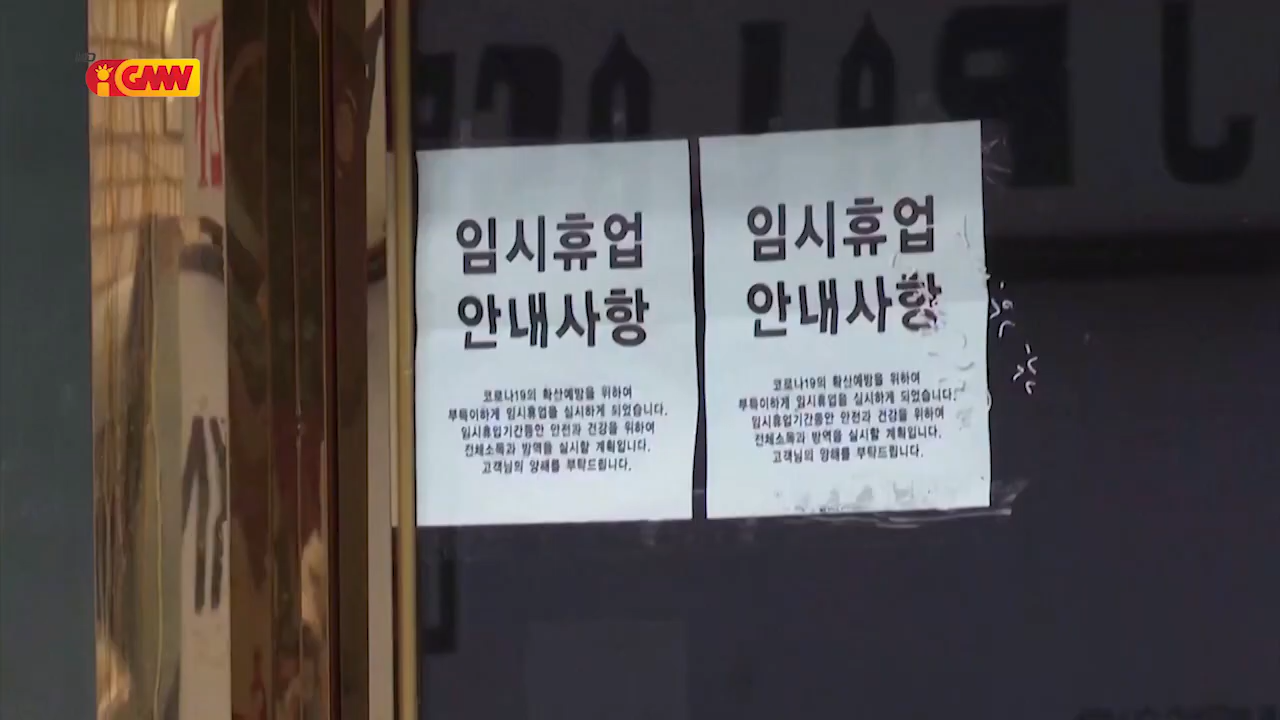 iGMW
임시휴업
안내사항
코로나19의 확산예방을 위하여
부득이하게 임시휴업을 실시하게 되었습니다.
임시휴업기간동안 안전과 건강을 위하여
전체소독과 방역을 실시할 계획입니다.
고객님의 양해를 부탁드립니다.
임시휴업
안내사항
코로나19의 확산예방을 위하여
부득이하게 임시휴업을 실시하게 되었습니다.
임시휴업기간동안 안전과 건강을 위하여
전체소독과 방역을 실시할 계획입니다.
고객님의 양해를 부탁드립니다.